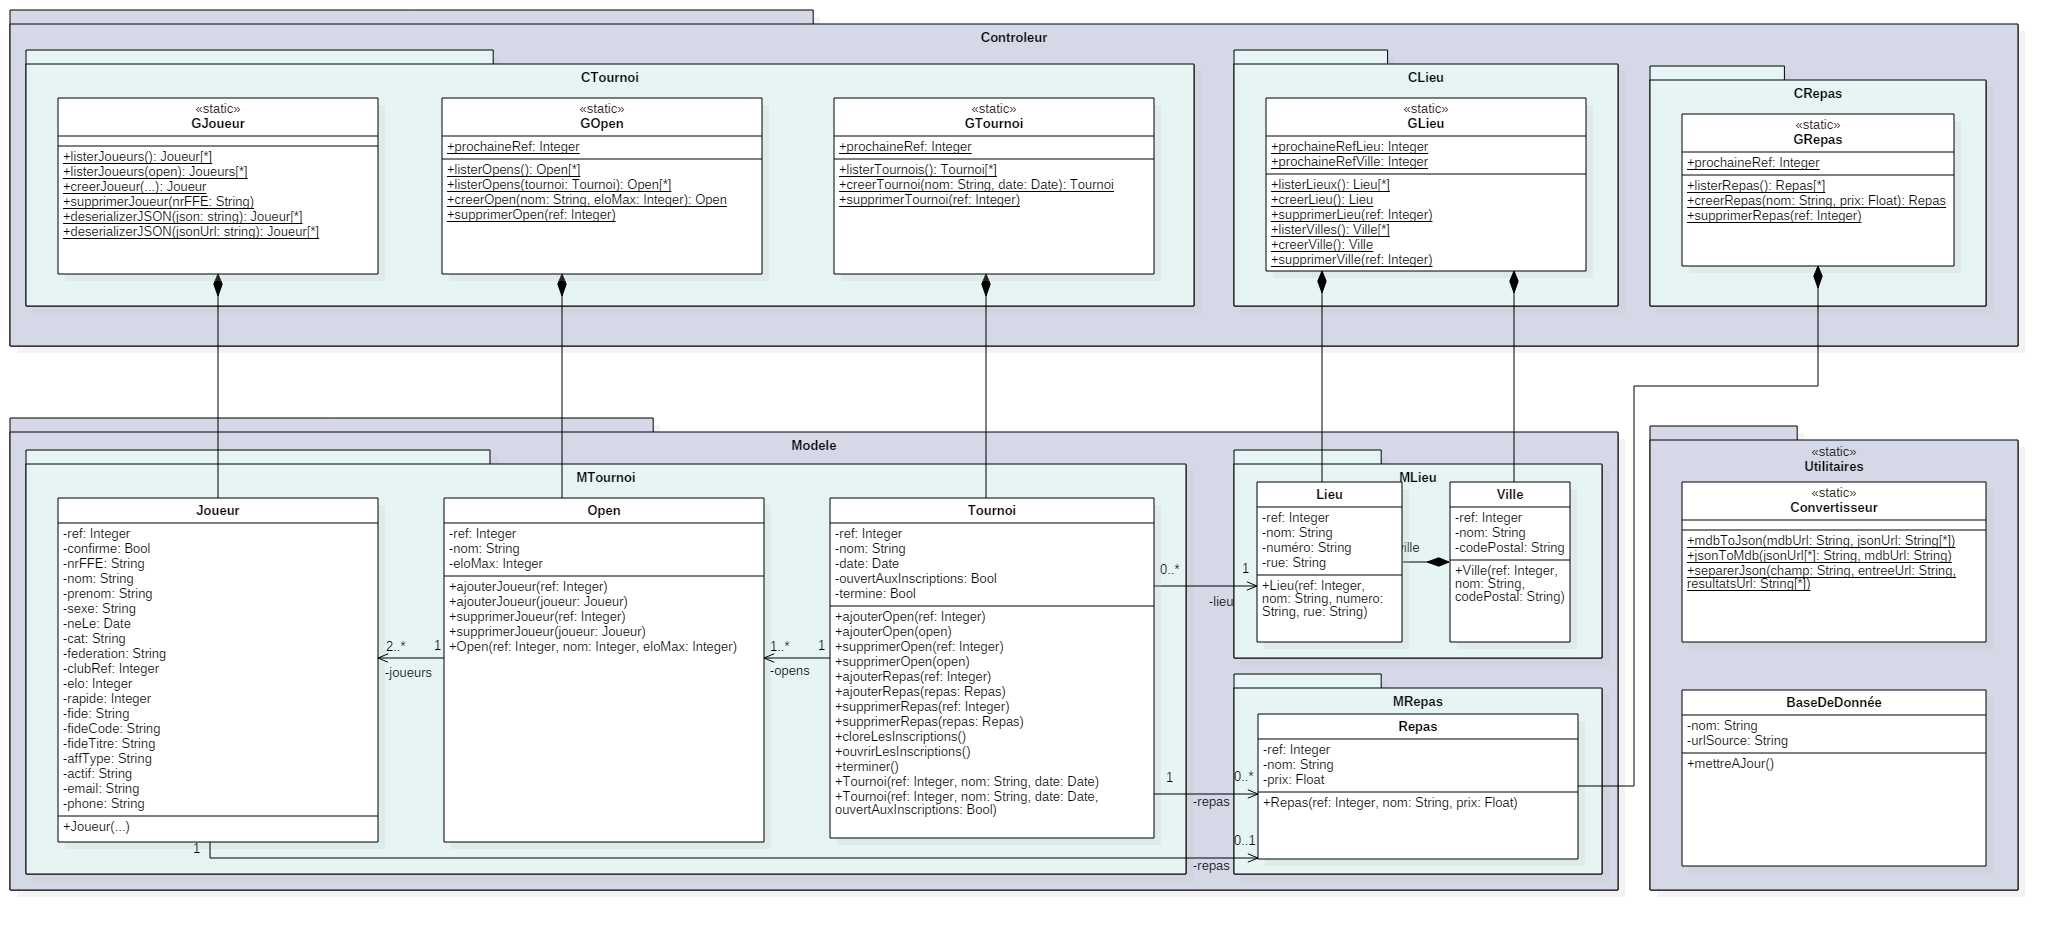 Controleur
CTournoi
«static»
GJoueur
+listerJoueurs(): Joueur[*]
+listerJoueurs(open): Joueurs[*]
+creerJoueur(...): Joueur
+supprimerJoueur(nrFFE: String)
+deserializerJSON(json: string): Joueur[*]
+deserializerJSON(jsonUrl: string): Joueur[*]
«static»
GOpen
+prochaineRef: Integer
+listerOpens(): Open[*]
+listerOpens(tournoi: Tournoi): Open[*]
+creerOpen(nom: String, eloMax: Integer): Open
+supprimerOpen(ref: Integer)
«static»
GTournoi
+prochaineRef: Integer
+listerTournois(): Tournoi[*]
+creerTournoi(nom: String, date: Date): Tournoi
+supprimerTournoi(ref: Integer)
CLieu
«static»
GLieu
+prochaineRefLieu: Integer
+prochaineRefVille: Integer
+listerLieux(): Lieu[*]
+creerLieu(): Lieu
+supprimerLieu(ref: Integer)
+listerVilles(): Ville[*]
+creerVille(): Ville
+supprimerVille(ref: Integer)
CRepas
«static»
GRepas
+prochaineRef: Integer
+listerRepas(): Repas[*]
+creerRepas(nom: String, prix: Float): Repas
+supprimerRepas(ref: Integer)
Modele
MTournoi
Joueur
-ref: Integer
-confirme: Bool
-nrFFE: String
-nom: String
-prenom: String
-sexe: String
-neLe: Date
-cat: String
-federation: String
-clubRef: Integer
-elo: Integer
-rapide: Integer
-fide: String
-fideCode: String
-fideTitre: String
-affType: String
-actif: String
-email: String
-phone: String
+Joueur(...)
2..*
1
-joueurs
Open
-ref: Integer
-nom: String
-eloMax: Integer
+ajouterJoueur(ref: Integer)
+ajouterJoueur(joueur: Joueur)
+supprimerJoueur(ref: Integer)
+supprimerJoueur(joueur: Joueur)
+Open(ref: Integer, nom: Integer, eloMax: Integer)
1..*
1
-opens
Tournoi
-ref: Integer
-nom: String
-date: Date
-ouvertAuxInscriptions: Bool
-termine: Bool
+ajouterOpen(ref: Integer)
+ajouterOpen(open)
+supprimerOpen(ref: Integer)
+supprimerOpen(open)
+ajouterRepas(ref: Integer)
+ajouterRepas(repas: Repas)
+supprimerRepas(ref: Integer)
+supprimerRepas(repas: Repas)
+cloreLesInscriptions()
+ouvrirLesInscriptions()
+terminer()
+Tournoi(ref: Integer, nom: String, date: Date)
+Tournoi(ref: Integer, nom: String, date: Date,
ouvertAuxInscriptions: Bool)
0..*
1
-lieu
1
0..*
-repas
1
0..1
-repas
MLieu
Lieu
-ref: Integer
-nom: String
-numéro: String
-rue: String
+Lieu(ref: Integer,
nom: String, numero:
String, rue: String)
ille
Ville
-ref: Integer
-nom: String
-codePostal: String
+Ville(ref: Integer,
nom: String,
codePostal: String)
MRepas
Repas
-ref: Integer
-nom: String
-prix: Float
+Repas(ref: Integer, nom: String, prix: Float)
«static»
Utilitaires
«static»
Convertisseur
+mdbToJson(mdbUrl: String, jsonUrl: String[*])
+jsonToMdb(jsonUrl[*]: String, mdbUrl: String)
+separerJson(champ: String, entreeUrl: String,
resultatsUrl: String[*])
BaseDeDonnée
-nom: String
-urlSource: String
+mettreAJour()